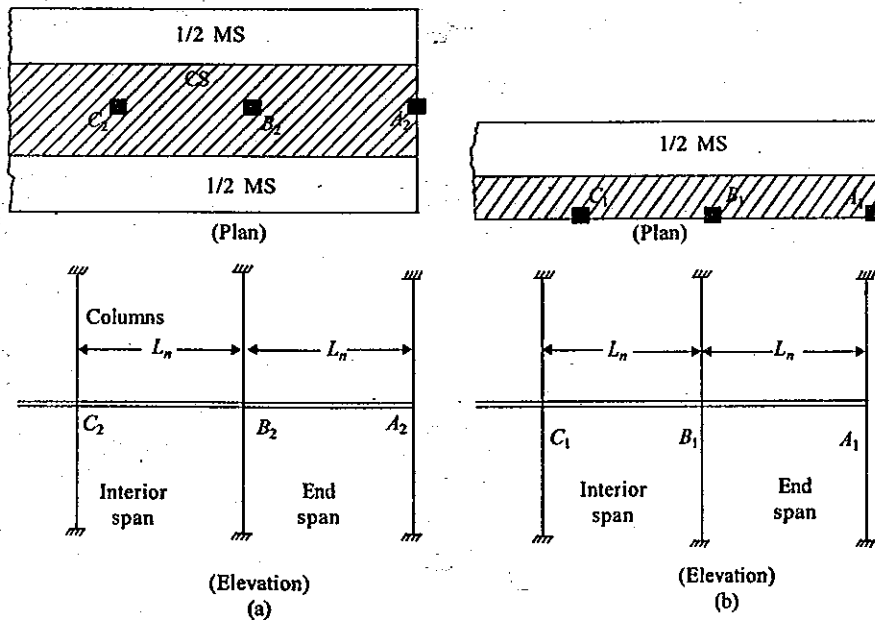 1/2 MS
CS
C₂
B₂
A₂
1/2 MS
(Plan)
1/2 MS
C₁
B₁
A₁
(Plan)
Columns
Lₙ
Lₙ
C₂
B₂
A₂
Interior span
End span
(Elevation)
(a)
Lₙ
Lₙ
C₁
B₁
A₁
Interior span
End span
(Elevation)
(b)